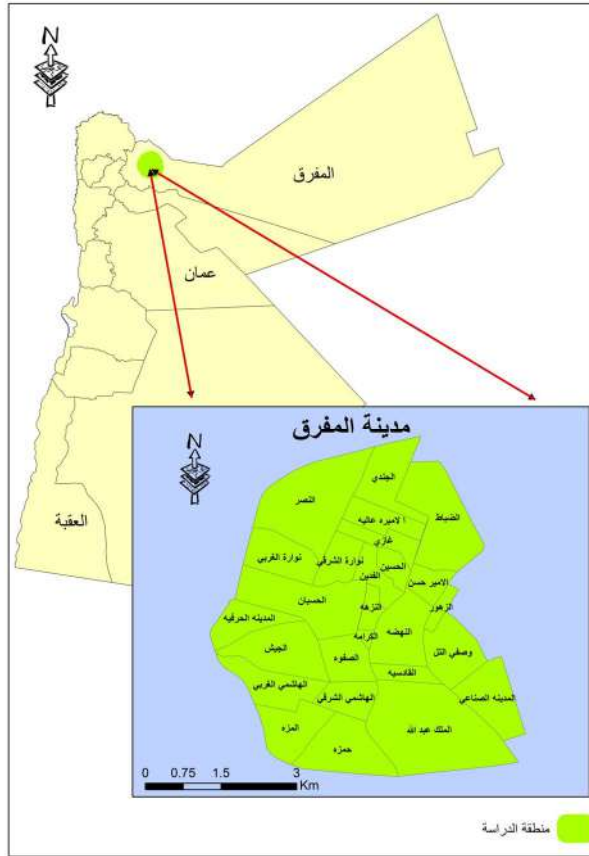 N
المفرق
عمان
العقبة
مدينة المفرق
N
الجندي
النصر
الضباط
الاميره عاليه
غازي
نوارة الغربي
نوارة الشرقي
الحسين
الفدين
الامير حسن
الحسبان
النزهه
الزهور
المدينه الحرفيه
الكرامه
النهضه
الجيش
الصفوه
وصفي التل
القادسيه
الهاشمي الغربي
الهاشمي الشرقي
المدينه الصناعي
المزه
حمزه
الملك عبد الله
0 0.75 1.5 3
Km
منطقة الدراسة